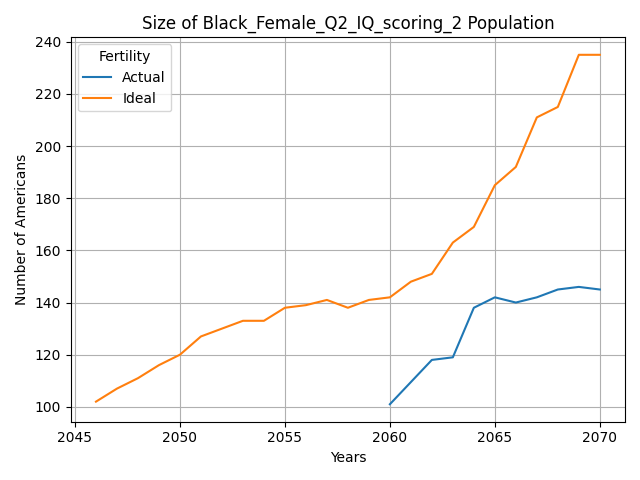 Size of Black_Female_Q2_IQ_scoring_2 Population
Fertility
Actual
Ideal
Number of Americans
240
220
200
180
160
140
120
100
2045 2050 2055 2060 2065 2070
Years